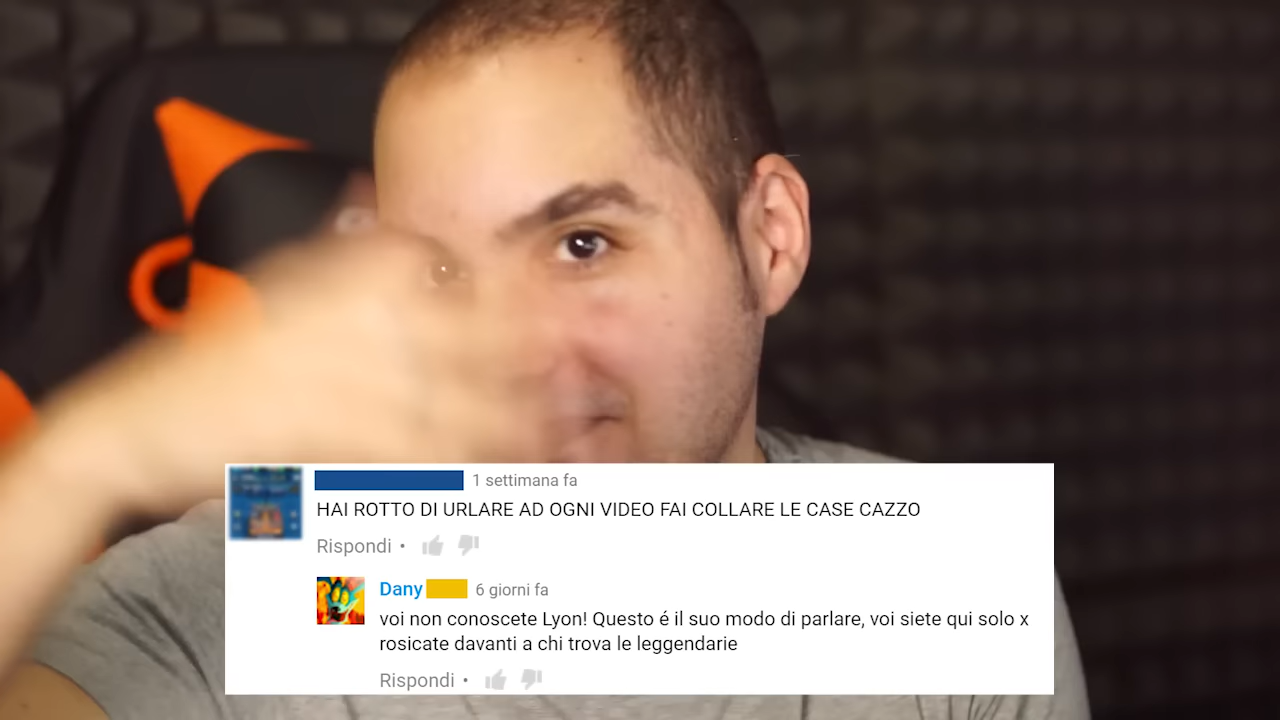 1 settimana fa
HAI ROTTO DI URLARE AD OGNI VIDEO FAI COLLARE LE CASE CAZZO
Rispondi •
Dany 6 giorni fa
voi non conoscete Lyon! Questo é il suo modo di parlare, voi siete qui solo x
rosicate davanti a chi trova le leggendarie
Rispondi •